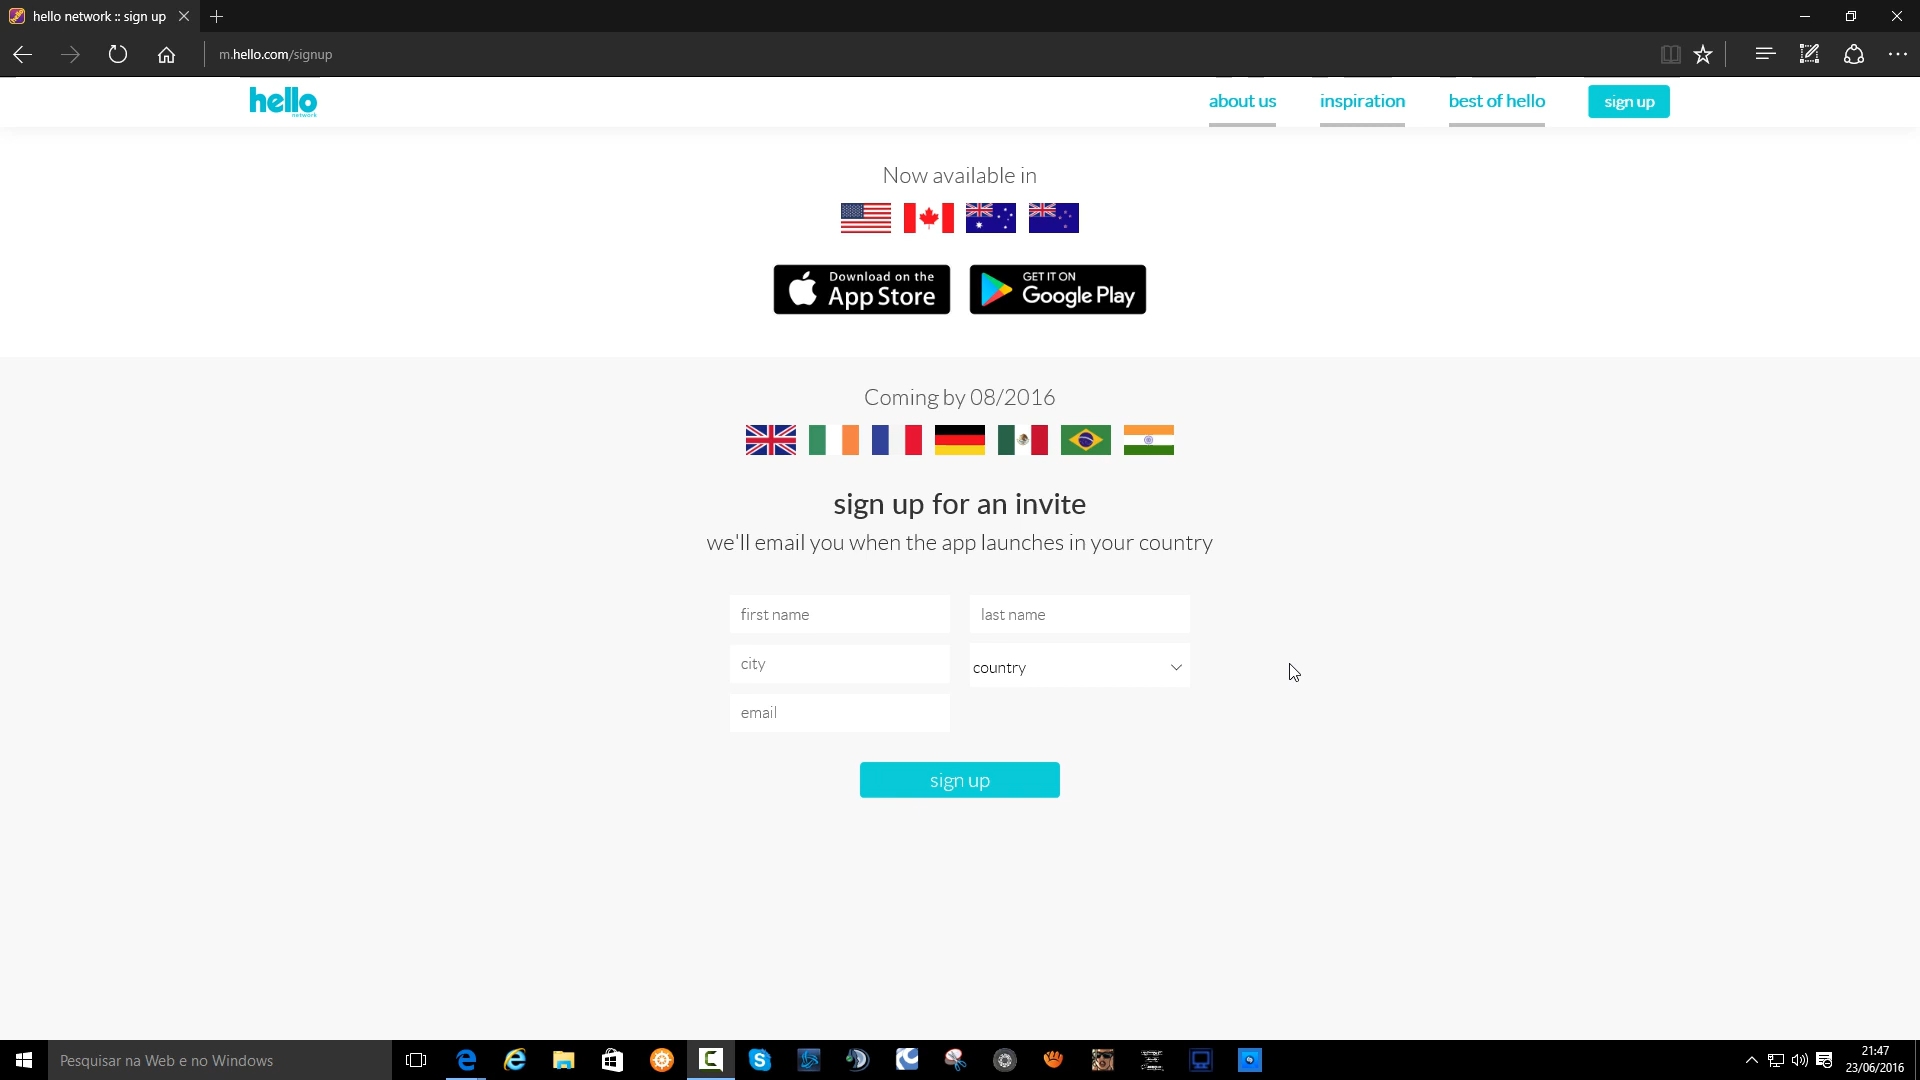 hello network :: sign up
m.hello.com/signup
hello
network
about us
inspiration
best of hello
sign up
Now available in
Download on the
App Store
GET IT ON
Google Play
Coming by 08/2016
sign up for an invite
we'll email you when the app launches in your country
first name
last name
city
country
email
sign up
Pesquisar na Web e no Windows
21:47
23/06/2016